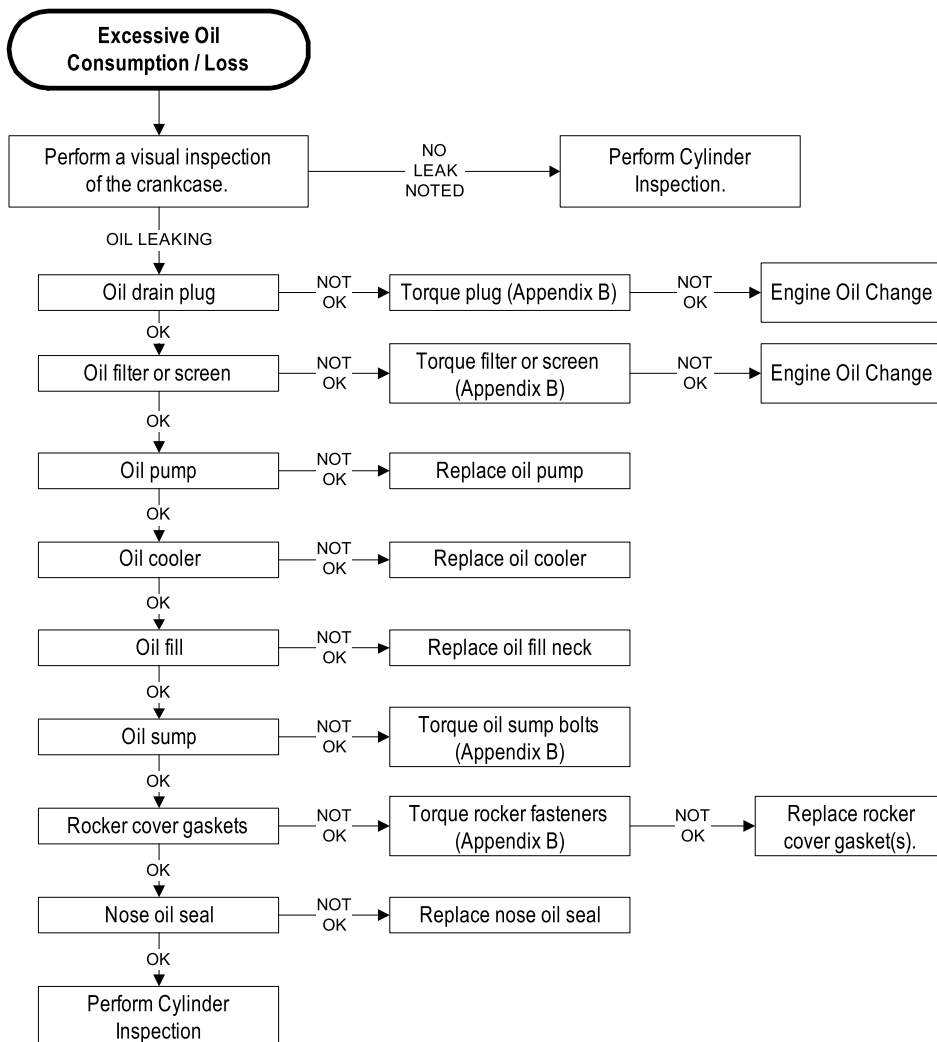 Excessive Oil
Consumption / Loss
Perform a visual inspection
of the crankcase.
NO
LEAK
NOTED
Perform Cylinder
Inspection.
OIL LEAKING
Oil drain plug
NOT
OK
Torque plug (Appendix B)
NOT
OK
Engine Oil Change
OK
Oil filter or screen
NOT
OK
Torque filter or screen
(Appendix B)
NOT
OK
Engine Oil Change
OK
Oil pump
NOT
OK
Replace oil pump
OK
Oil cooler
NOT
OK
Replace oil cooler
OK
Oil fill
NOT
OK
Replace oil fill neck
OK
Oil sump
NOT
OK
Torque oil sump bolts
(Appendix B)
OK
Rocker cover gaskets
NOT
OK
Torque rocker fasteners
(Appendix B)
NOT
OK
Replace rocker
cover gasket(s).
OK
Nose oil seal
NOT
OK
Replace nose oil seal
OK
Perform Cylinder
Inspection